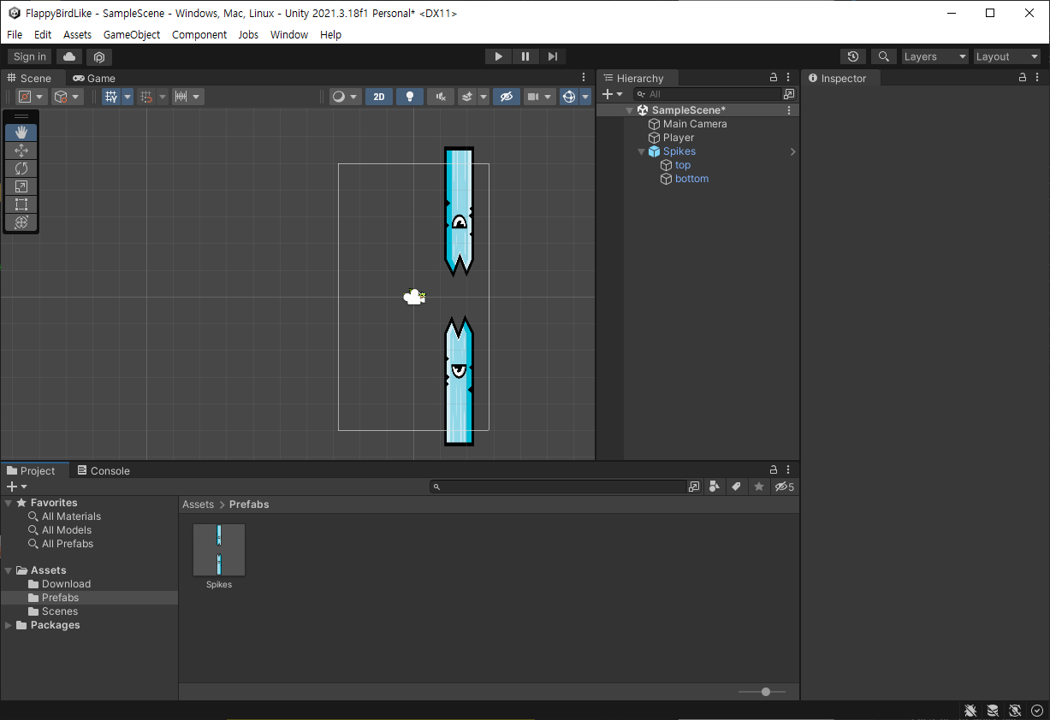 FlappyBirdLike - SampleScene - Windows, Mac, Linux - Unity 2021.3.18f1 Personal* <DX11>
File Edit Assets GameObject Component Jobs Window Help
Sign in Layers Layout
Scene Game
2D
Hierarchy
All
SampleScene*
Main Camera
Player
Spikes
top
bottom
Inspector
Project Console
5
Favorites
All Materials
All Models
All Prefabs
Assets
Download
Prefabs
Scenes
Packages
Assets > Prefabs
Spikes